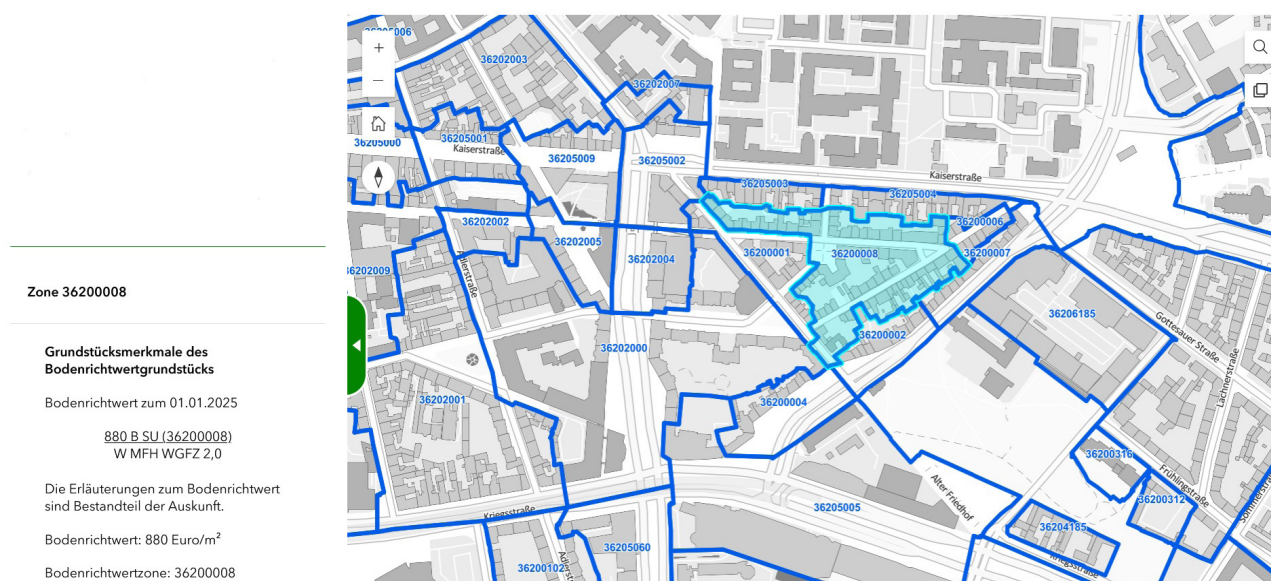 Zone 36200008
Grundstücksmerkmale des
Bodenrichtwertgrundstücks
Bodenrichtwert zum 01.01.2025
880 B SU (36200008)
W MFH WGFZ 2,0
Die Erläuterungen zum Bodenrichtwert
sind Bestandteil der Auskunft.
Bodenrichtwert: 880 Euro/m²
Bodenrichtwertzone: 36200008
36202003
36202007
36205001
36205000
Kaiserstraße
36205009
36205002
Kaiserstraße
36205003
36205004
36202002
36202005
36200006
36200001
36200008
36200007
36202009
Adlerstraße
36202004
36206185
36202000
36200002
Gottesauer Straße
Lachnerstraße
36202001
36200004
36200316
Frühlingstraße
36200312
Alter Friedhof
36205005
Kriegsstraße
36204185
36205060
36200102
Kriegsstraße